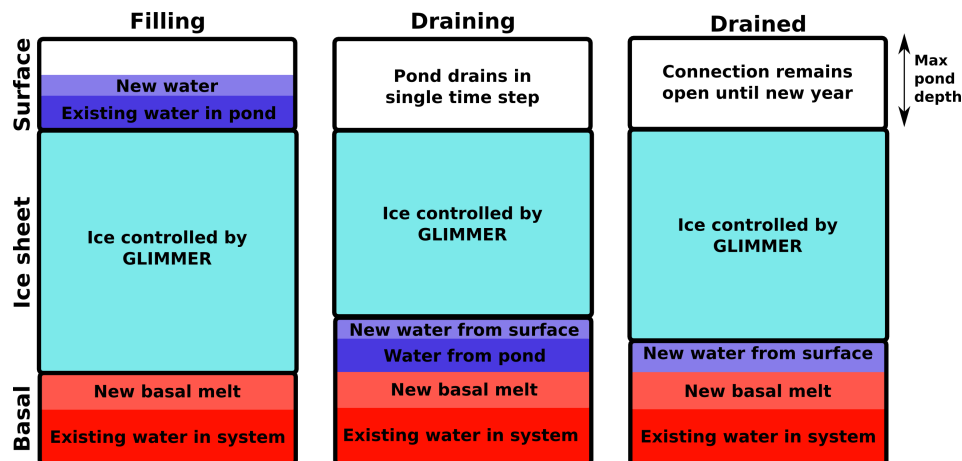 Filling
Draining
Drained
Surface
New water
Existing water in pond
Pond drains in
single time step
Connection remains
open until new year
Max
pond
depth
Ice sheet
Ice controlled by
GLIMMER
Ice controlled by
GLIMMER
Ice controlled by
GLIMMER
New water from surface
Water from pond
New water from surface
Basal
New basal melt
Existing water in system
New basal melt
Existing water in system
New basal melt
Existing water in system